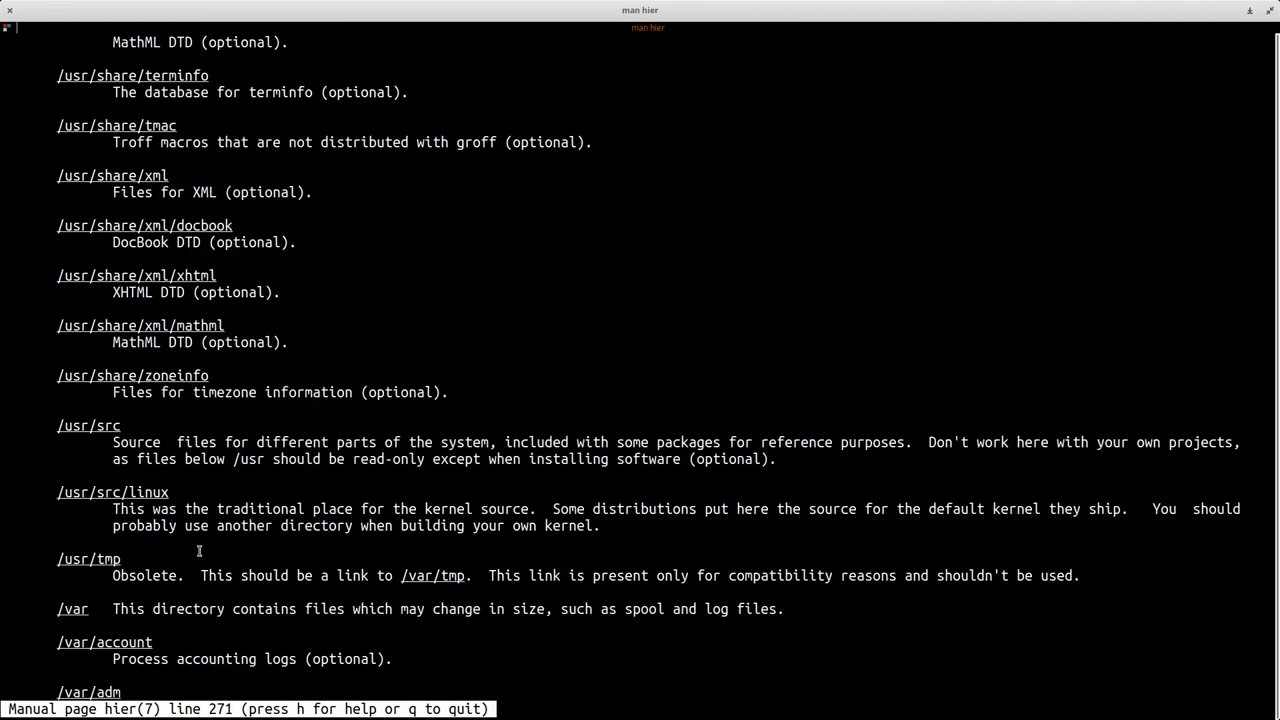 man hier
man hier
MathML DTD (optional).
/usr/share/terminfo
The database for terminfo (optional).
/usr/share/tmac
Troff macros that are not distributed with groff (optional).
/usr/share/xml
Files for XML (optional).
/usr/share/xml/docbook
DocBook DTD (optional).
/usr/share/xml/xhtml
XHTML DTD (optional).
/usr/share/xml/mathml
MathML DTD (optional).
/usr/share/zoneinfo
Files for timezone information (optional).
/usr/src
Source  files for different parts of the system, included with some packages for reference purposes.  Don't work here with your own projects,
as files below /usr should be read-only except when installing software (optional).
/usr/src/linux
This was the traditional place for the kernel source.  Some distributions put here the source for the default kernel they ship.   You  should
probably use another directory when building your own kernel.
/usr/tmp
Obsolete.  This should be a link to /var/tmp.  This link is present only for compatibility reasons and shouldn't be used.
/var   This directory contains files which may change in size, such as spool and log files.
/var/account
Process accounting logs (optional).
/var/adm
Manual page hier(7) line 271 (press h for help or q to quit)